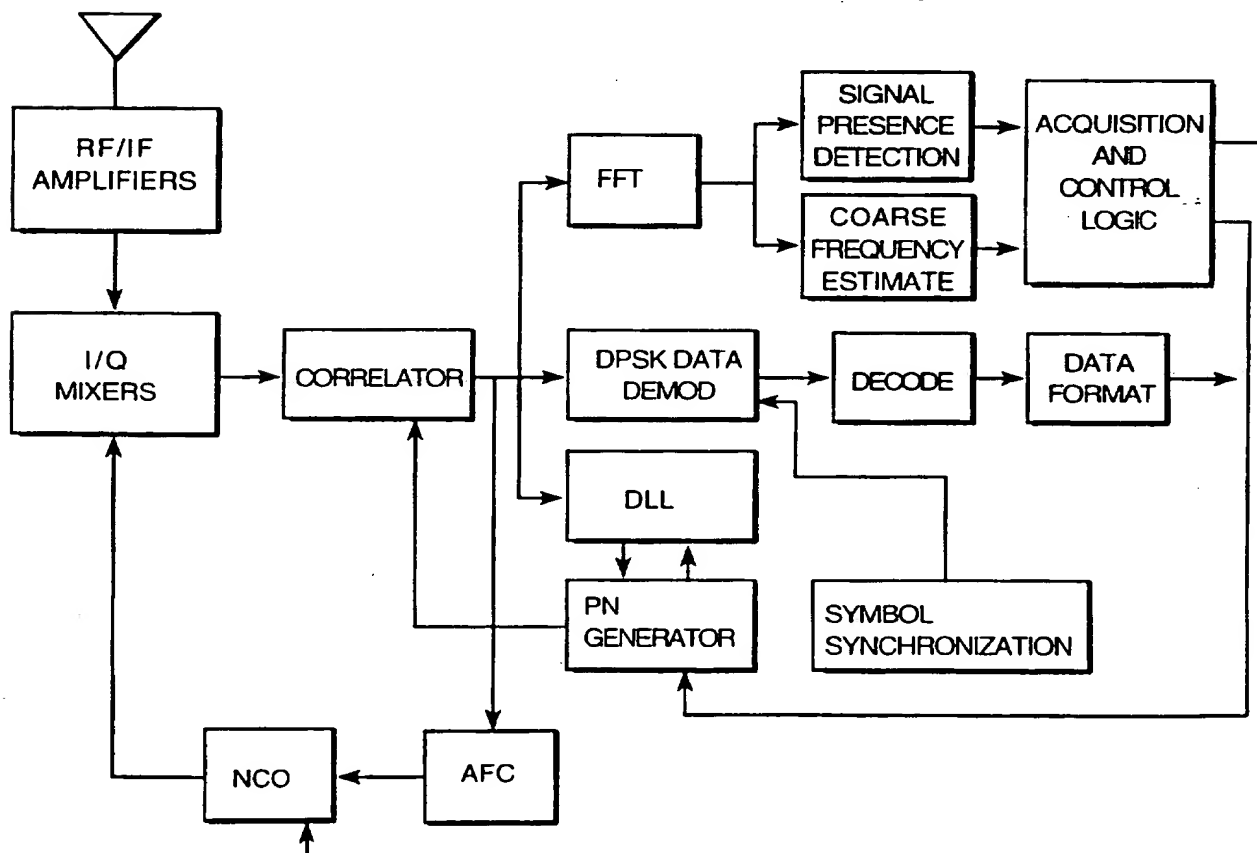 RF/IF
AMPLIFIERS
I/Q
MIXERS
CORRELATOR
FFT
SIGNAL
PRESENCE
DETECTION
COARSE
FREQUENCY
ESTIMATE
ACQUISITION
AND
CONTROL
LOGIC
DPSK DATA
DEMOD
DECODE
DATA
FORMAT
DLL
PN
GENERATOR
SYMBOL
SYNCHRONIZATION
NCO
AFC